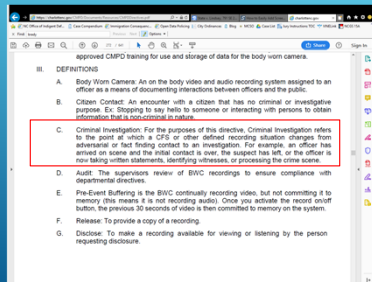 Share
Sign In
approved CMPD training for use and storage of data for the body worn camera.
III. DEFINITIONS
A. Body Worn Camera: An on the body video and audio recording system assigned to an
officer as a means of documenting interactions between officers and the public.
B. Citizen Contact: An encounter with a citizen that has no criminal or investigative
purpose. Ex: Stopping to say hello to someone or interacting with persons to obtain
information that is non-criminal in nature.
C. Criminal Investigation: For the purposes of this directive, Criminal Investigation refers
to the point at which a CFS or other defined recording situation changes from
adversarial or fact finding contact to an investigation. For example, an officer has
arrived on scene and the initial contact is over, the suspect has left, or the officer is
now taking written statements, identifying witnesses, or processing the crime scene.
D. Audit: The supervisors review of BWC recordings to ensure compliance with
departmental directives.
E. Pre-Event Buffering is the BWC continually recording video, but not committing it to
memory (this means it is not recording audio). Once you activate the record on/off
button, the previous 30 seconds of video is then committed to memory on the system.
F. Release: To provide a copy of a recording.
G. Disclose: To make a recording available for viewing or listening by the person
requesting disclosure.